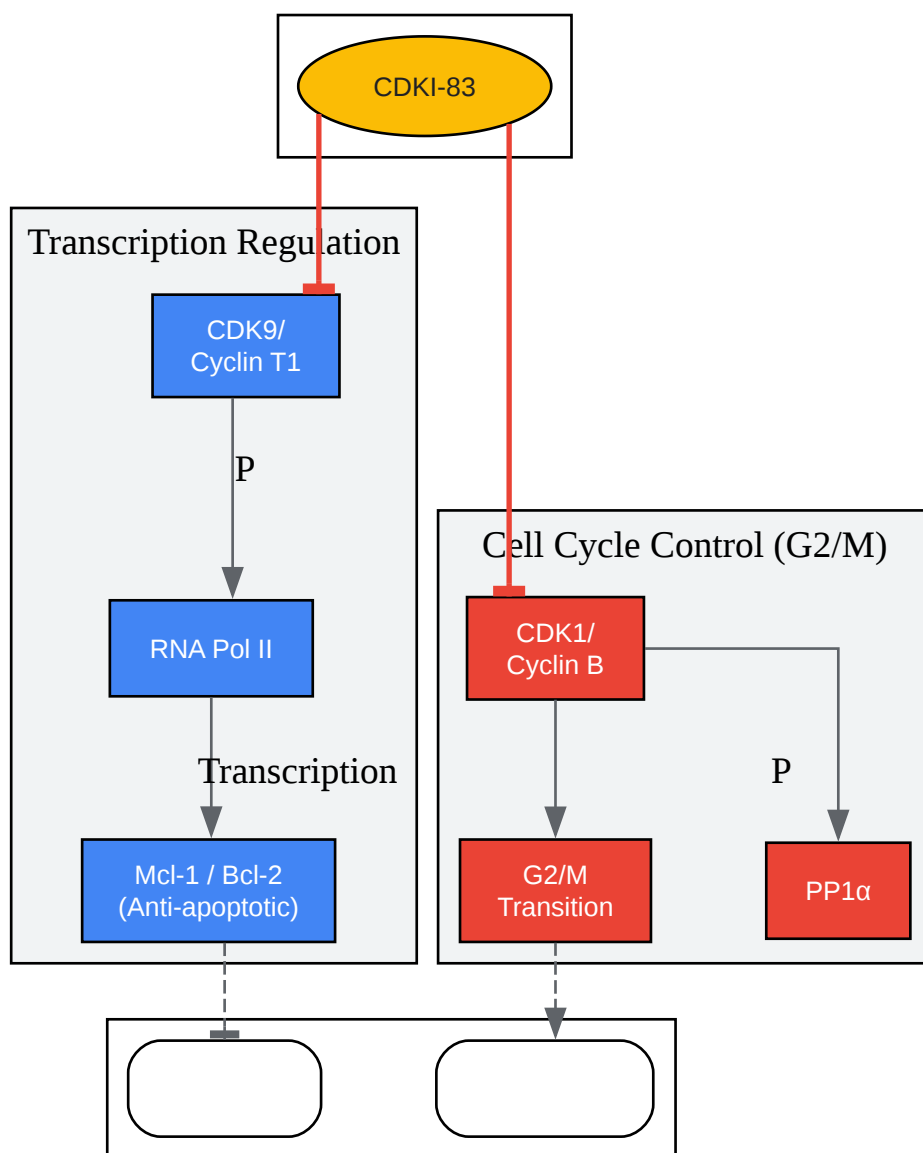 CDKI-83
Transcription Regulation
CDK9/
Cyclin T1
P
RNA Pol II
Transcription
Mcl-1 / Bcl-2
(Anti-apoptotic)
Cell Cycle Control (G2/M)
CDK1/
Cyclin B
P
G2/M
Transition
PP1α